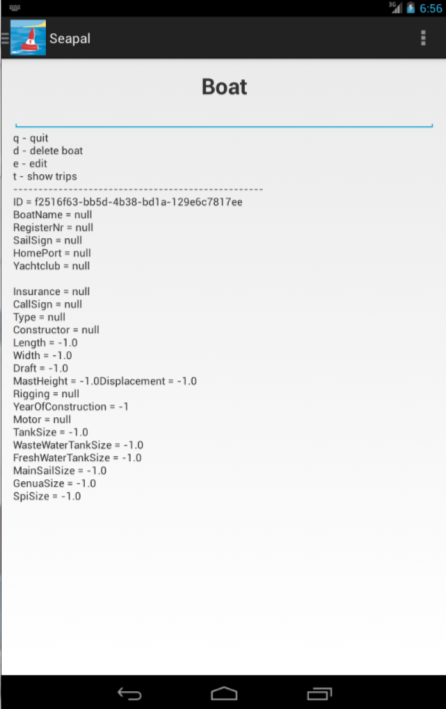 3G 6:56
Seapal
Boat
q - quit
d - delete boat
e - edit
t - show trips
--------------------------------------------------
ID = f2516f63-bb5d-4b38-bd1a-129e6c7817ee
BoatName = null
RegisterNr = null
SailSign = null
HomePort = null
Yachtclub = null
Insurance = null
CallSign = null
Type = null
Constructor = null
Length = -1.0
Width = -1.0
Draft = -1.0
MastHeight = -1.0Displacement = -1.0
Rigging = null
YearOfConstruction = -1
Motor = null
TankSize = -1.0
WasteWaterTankSize = -1.0
FreshWaterTankSize = -1.0
MainSailSize = -1.0
GenuaSize = -1.0
SpiSize = -1.0